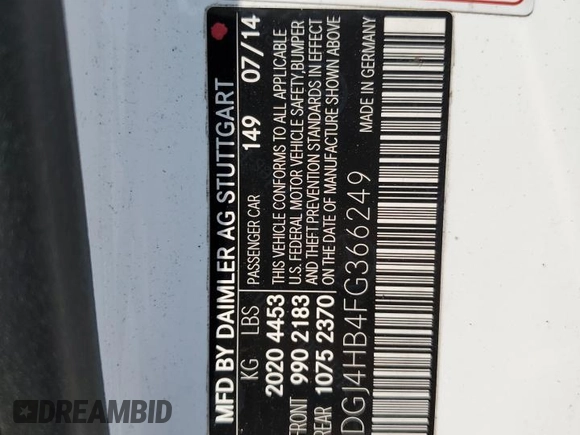 MFD BY DAIMLER AG STUTTGART
KG LBS PASSENGER CAR 149 07/14
2020 4453 THIS VEHICLE CONFORMS TO ALL APPLICABLE
U.S. FEDERAL MOTOR VEHICLE SAFETY,BUMPER
FRONT 990 2183 AND THEFT PREVENTION STANDARDS IN EFFECT
REAR 1075 2370 ON THE DATE OF MANUFACTURE SHOWN ABOVE
DGJ4HB4FG366249 MADE IN GERMANY
DREAMBID